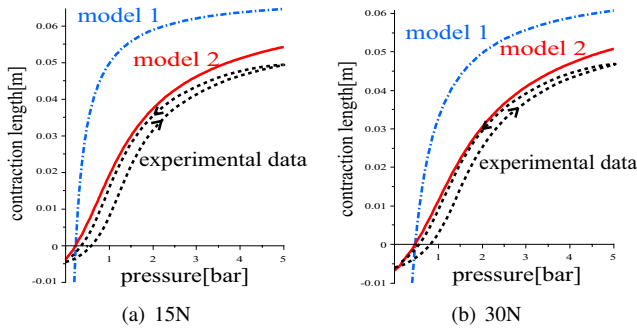 0.06
0.05
0.04
0.03
0.02
0.01
0
-0.01
contraction length[m]
model 1
model 2
experimental data
1 2 3 4 5
pressure[bar]
(a) 15N
0.06
0.05
0.04
0.03
0.02
0.01
0
-0.01
contraction length[m]
model 1
model 2
experimental data
1 2 3 4 5
pressure[bar]
(b) 30N